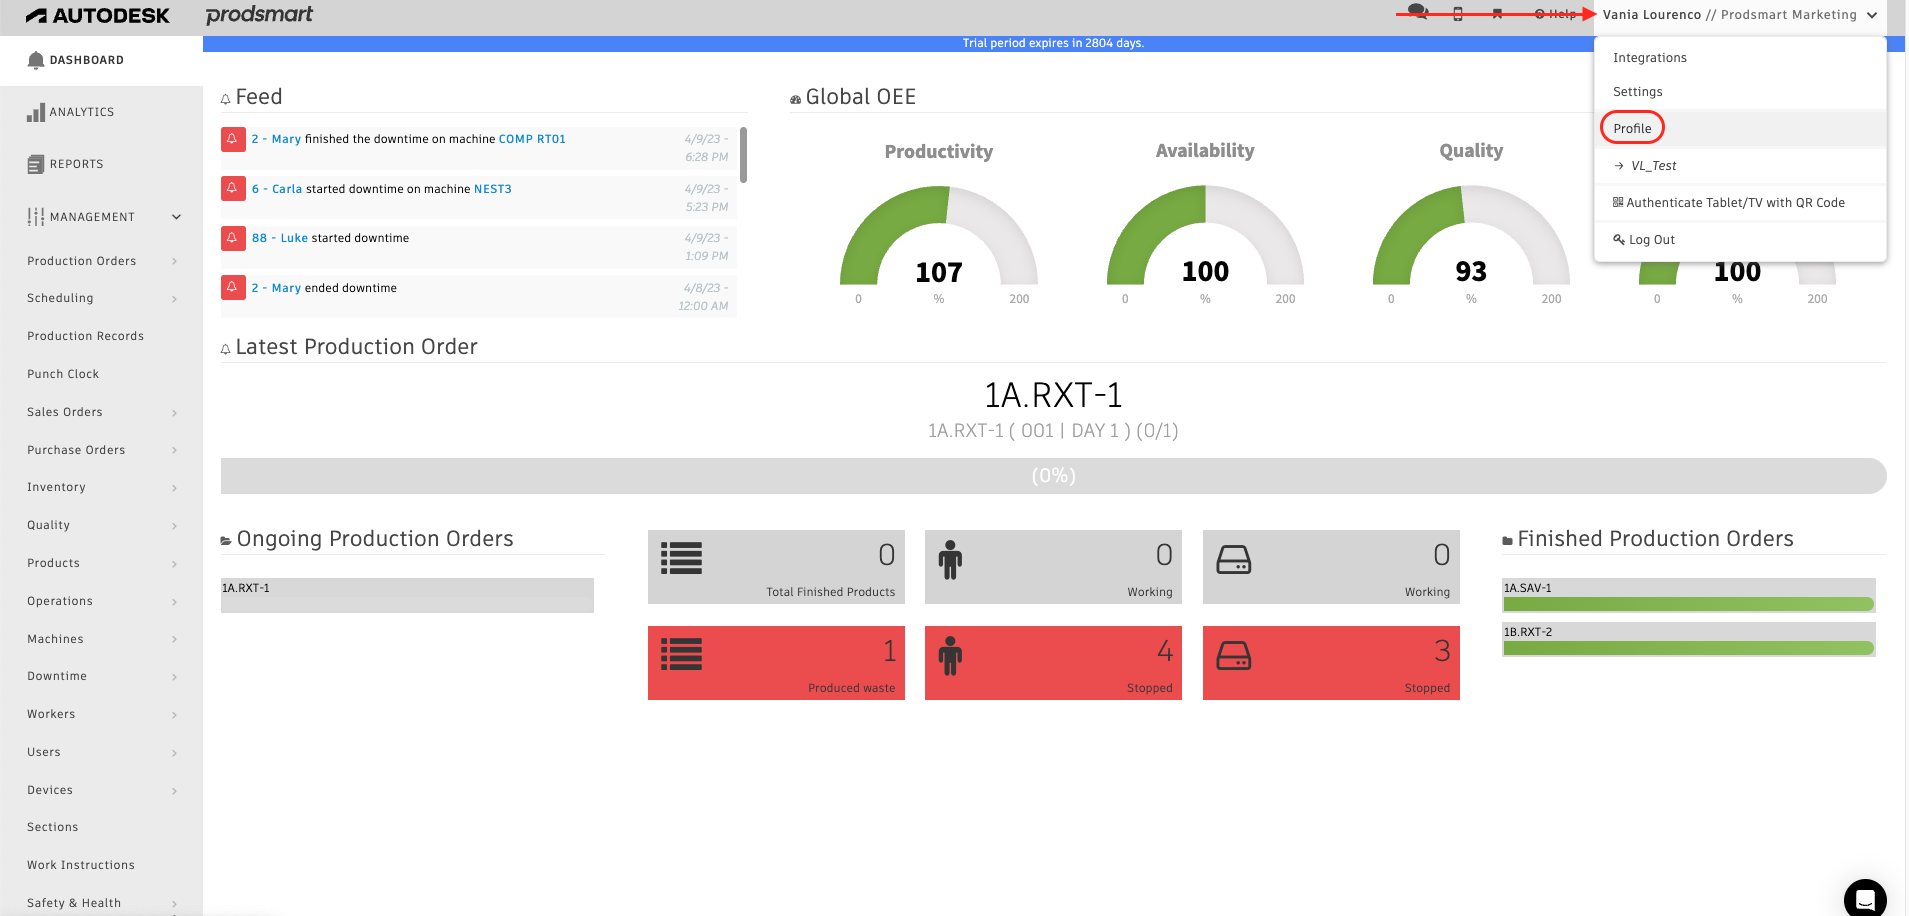 AUTODESK
prodsmart
Help
Vania Lourenco // Prodsmart Marketing
Trial period expires in 2804 days.
Integrations
Settings
Profile
→ VL_Test
Authenticate Tablet/TV with QR Code
Log Out
DASHBOARD
ANALYTICS
REPORTS
MANAGEMENT
Production Orders
Scheduling
Production Records
Punch Clock
Sales Orders
Purchase Orders
Inventory
Quality
Products
Operations
Machines
Downtime
Workers
Users
Devices
Sections
Work Instructions
Safety & Health
Feed
2 - Mary finished the downtime on machine COMP RT01
4/9/23 -
6:28 PM
6 - Carla started downtime on machine NEST3
4/9/23 -
5:23 PM
88 - Luke started downtime
4/9/23 -
1:09 PM
2 - Mary ended downtime
4/8/23 -
12:00 AM
Global OEE
Productivity
107
0 % 200
Availability
100
0 % 200
Quality
93
0 % 200
100
0 % 200
Latest Production Order
1A.RXT-1
1A.RXT-1 ( 001 | DAY 1 ) (0/1)
(0%)
Ongoing Production Orders
1A.RXT-1
0
Total Finished Products
0
Working
0
Working
1
Produced waste
4
Stopped
3
Stopped
Finished Production Orders
1A.SAV-1
1B.RXT-2